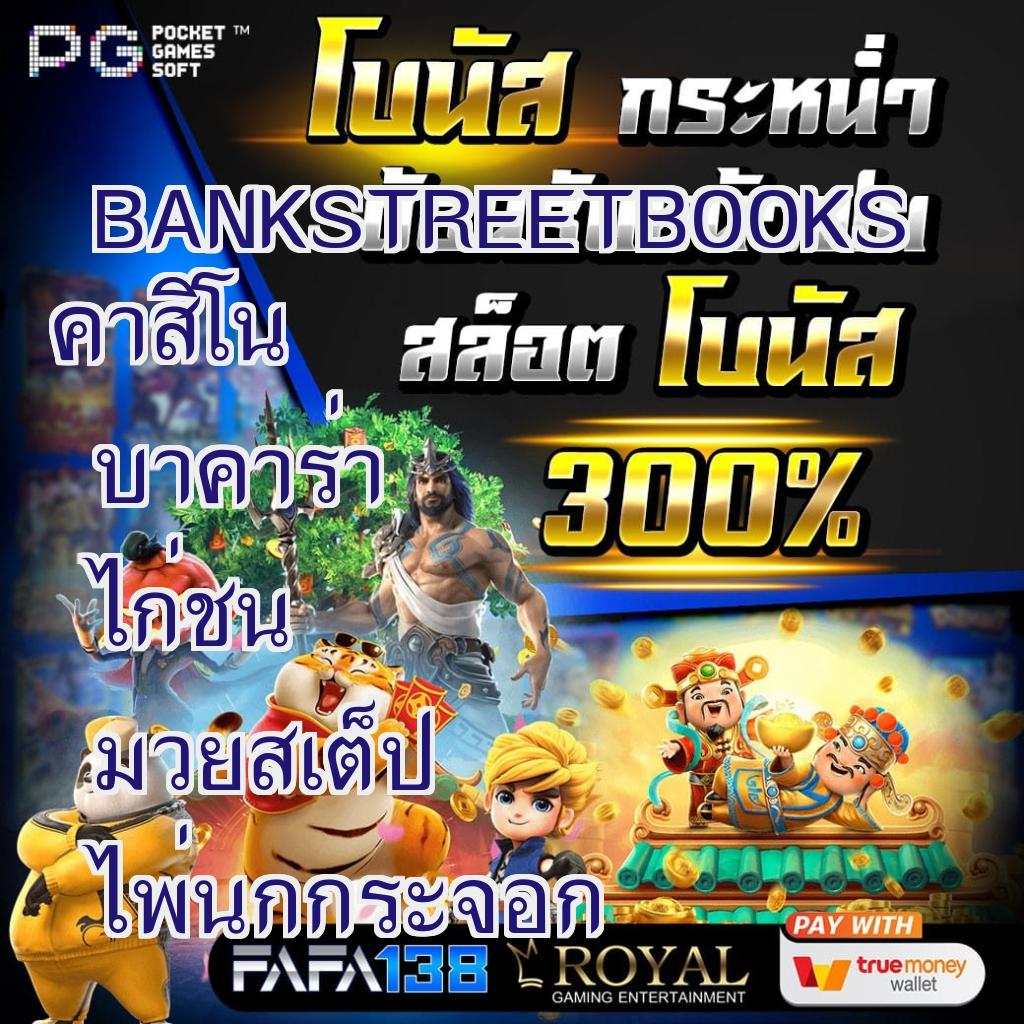 PG POCKET GAMES SOFT™
โบนัส กระหน่ำ
BANKSTREETBOOKS
คาสิโน
สล็อต โบนัส
บาคาร่า
300%
ไก่ชน
มวยสเต็ป
ไพ่นกกระจอก
FAFA138
ROYAL
GAMING ENTERTAINMENT
PAY WITH
truemoney
wallet